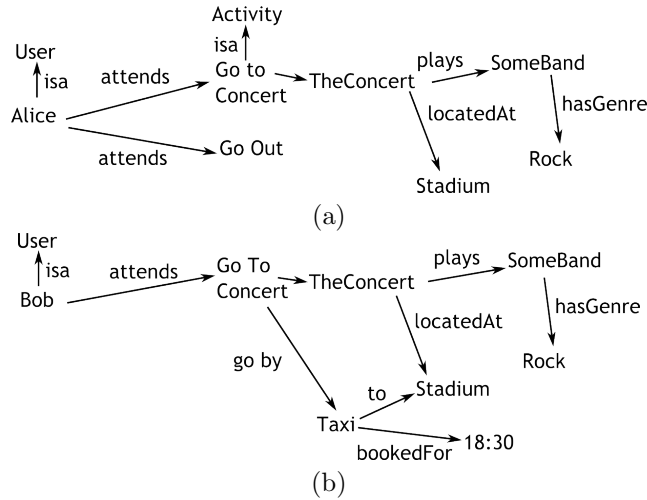 Activity
User
isa
isa
attends
Go to
Concert
TheConcert
plays
SomeBand
Alice
locatedAt
hasGenre
attends
Go Out
Rock
Stadium
(a)
User
isa
Bob
attends
Go To
Concert
TheConcert
plays
SomeBand
locatedAt
hasGenre
go by
Rock
to
Stadium
Taxi
bookedFor
18:30
(b)